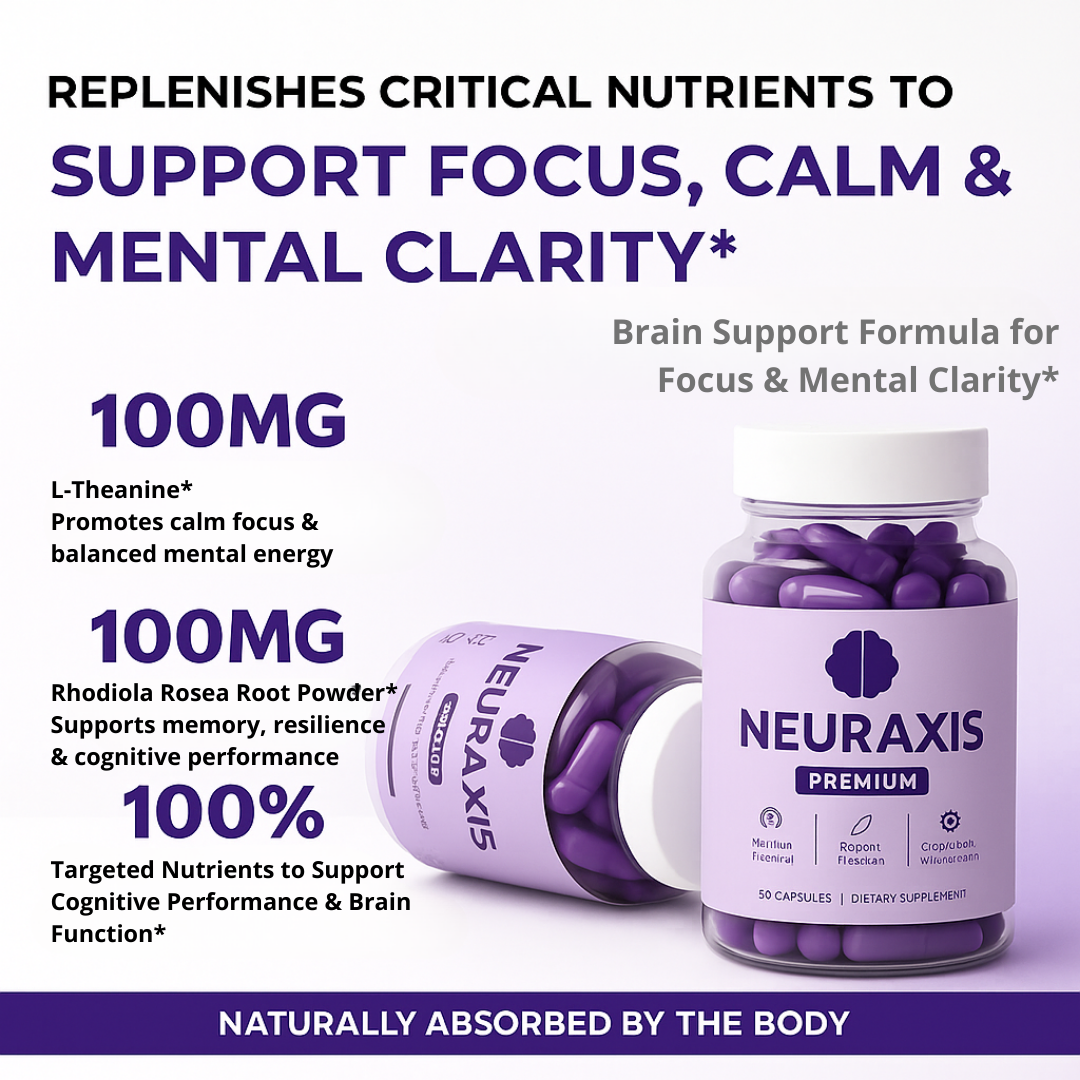 REPLENISHES CRITICAL NUTRIENTS TO
SUPPORT FOCUS, CALM &
MENTAL CLARITY*
Brain Support Formula for
Focus & Mental Clarity*
100MG
L-Theanine*
Promotes calm focus &
balanced mental energy
100MG
Rhodiola Rosea Root Powder*
Supports memory, resilience
& cognitive performance
100%
Targeted Nutrients to Support
Cognitive Performance & Brain
Function*
NEURAXIS
NEURAXIS
PREMIUM
50 CAPSULES | DIETARY SUPPLEMENT
NATURALLY ABSORBED BY THE BODY